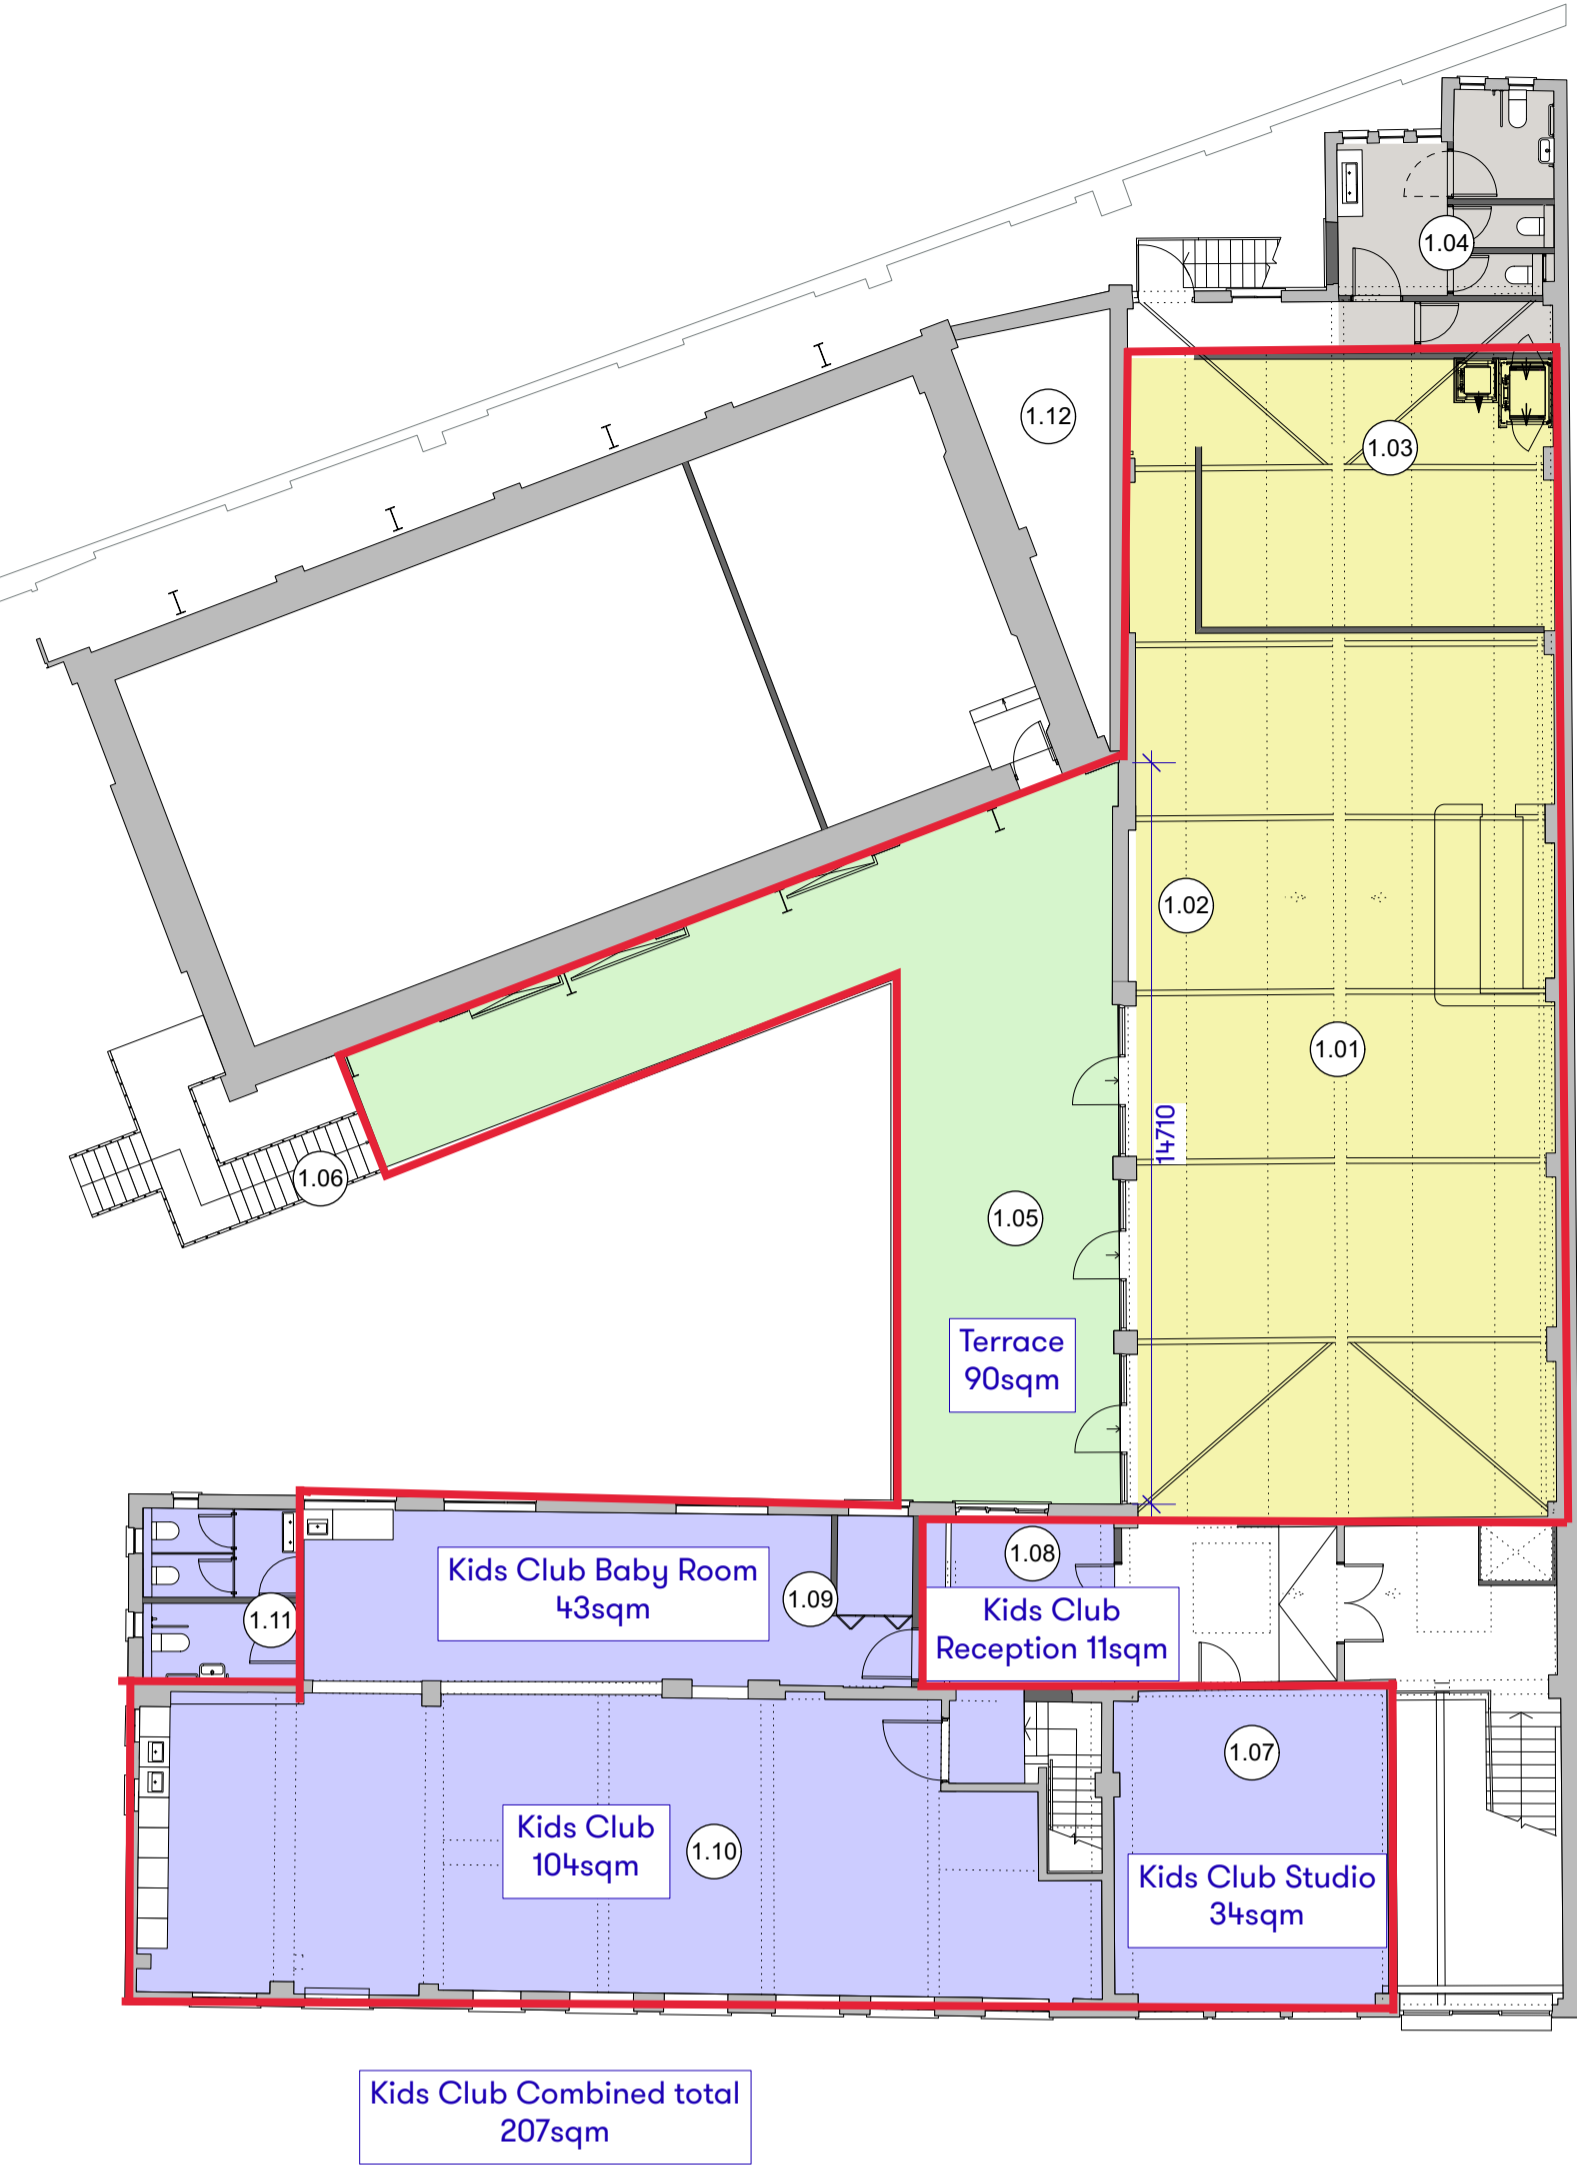 1.04
1.12
1.03
1.02
1.01
14710
1.06
1.05
Terrace
90sqm
1.08
Kids Club Baby Room
43sqm
1.09
1.11
Kids Club
Reception 11sqm
1.07
Kids Club
104sqm
1.10
Kids Club Studio
34sqm
Kids Club Combined total
207sqm